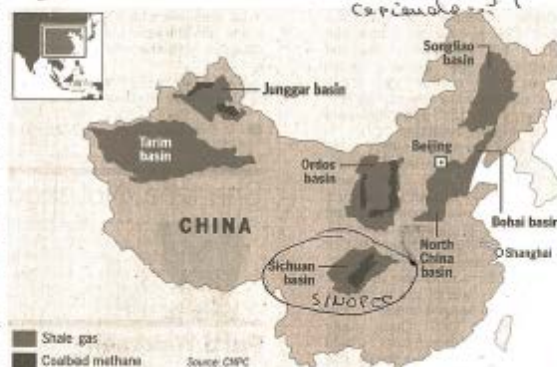 Songliao
basin
Junggar basin
Tarim
basin
Ordos
basin
Beijing
Bohai basin
CHINA
North
China
basin
Shanghai
Sichuan
basin
SINOPEC
Shale gas
Coalbed methane
Source: CNPC